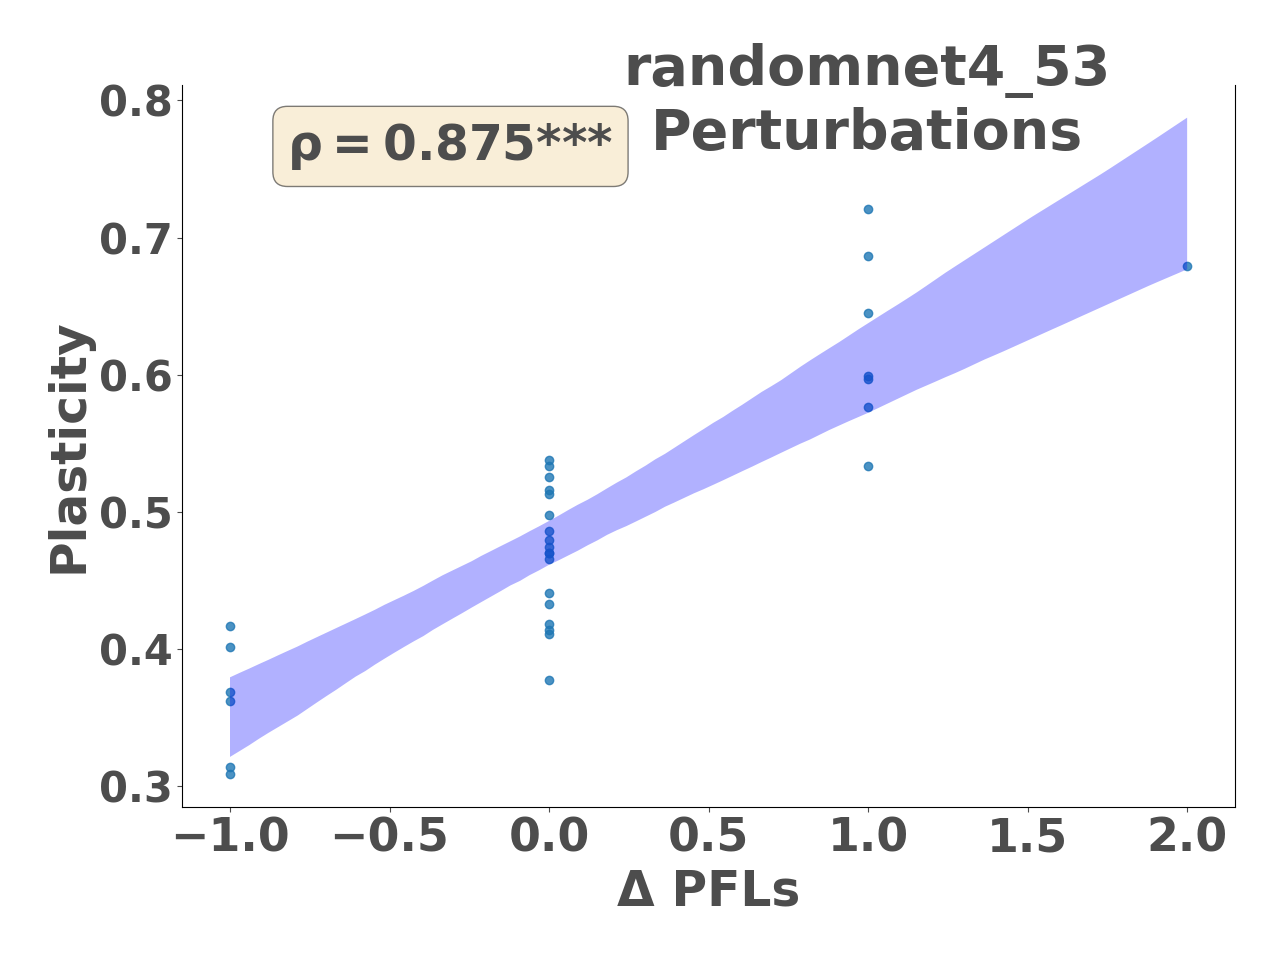 randomnet4_53
Perturbations
ρ = 0.875***
0.8
0.7
0.6
0.5
0.4
0.3
Plasticity
−1.0 −0.5 0.0 0.5 1.0 1.5 2.0
Δ PFLs